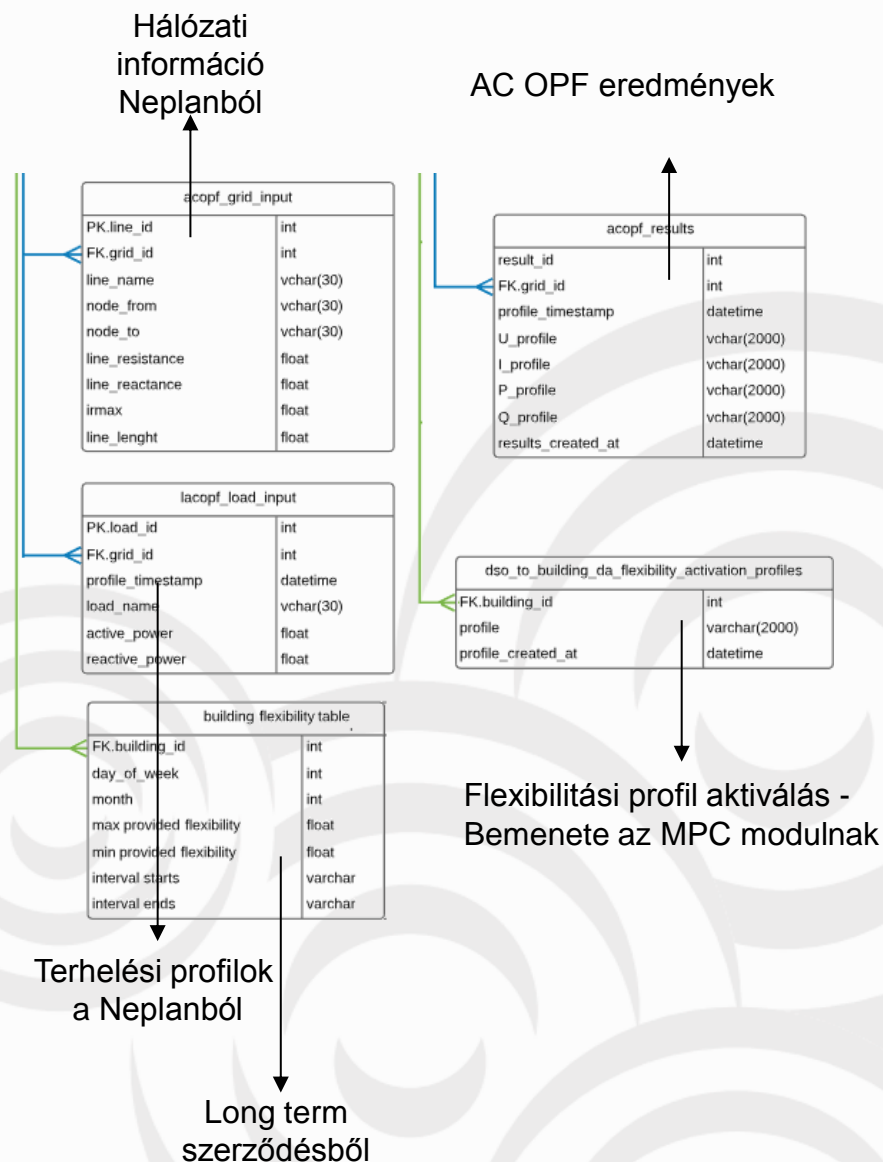 Hálózati
információ
Neplanból
AC OPF eredmények
acopf_grid_input
PK.line_id int
FK.grid_id int
line_name vchar(30)
node_from vchar(30)
node_to vchar(30)
line_resistance float
line_reactance float
irmax float
line_lenght float
acopf_results
result_id int
FK.grid_id int
profile_timestamp datetime
U_profile vchar(2000)
I_profile vchar(2000)
P_profile vchar(2000)
Q_profile vchar(2000)
results_created_at datetime
lacopf_load_input
PK.load_id int
FK.grid_id int
profile_timestamp datetime
load_name vchar(30)
active_power float
reactive_power float
dso_to_building_da_flexibility_activation_profiles
FK.building_id int
profile varchar(2000)
profile_created_at datetime
building flexibility table
FK.building_id int
day_of_week int
month int
max provided flexibility float
min provided flexibility float
interval starts varchar
interval ends varchar
Flexibilitási profil aktiválás -
Bemenete az MPC modulnak
Terhelési profilok
a Neplanból
Long term
szerződésből